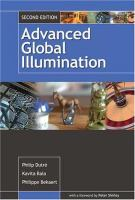 SECOND EDITION
Advanced
Global
Illumination
Philip Dutré
Kavita Bala
Philippe Bekaert
with a foreword by Peter Shirley